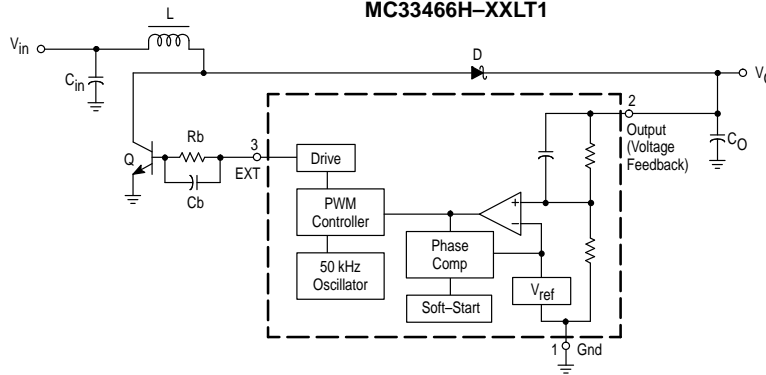 MC33466H–XXLT1
L
Vin
Cin
D
2
Output
(Voltage
Feedback)
CO
Q
Rb
Cb
3
EXT
Drive
PWM
Controller
50 kHz
Oscillator
+
–
Phase
Comp
Soft–Start
Vref
1
Gnd